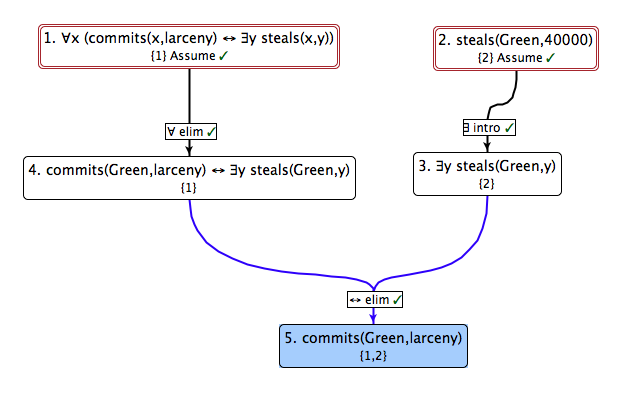 1. ∀x (commits(x,larceny) ↔ ∃y steals(x,y))
{1} Assume ✓
2. steals(Green,40000)
{2} Assume ✓
∀ elim ✓
∃ intro ✓
4. commits(Green,larceny) ↔ ∃y steals(Green,y)
{1}
3. ∃y steals(Green,y)
{2}
↔ elim ✓
5. commits(Green,larceny)
{1,2}